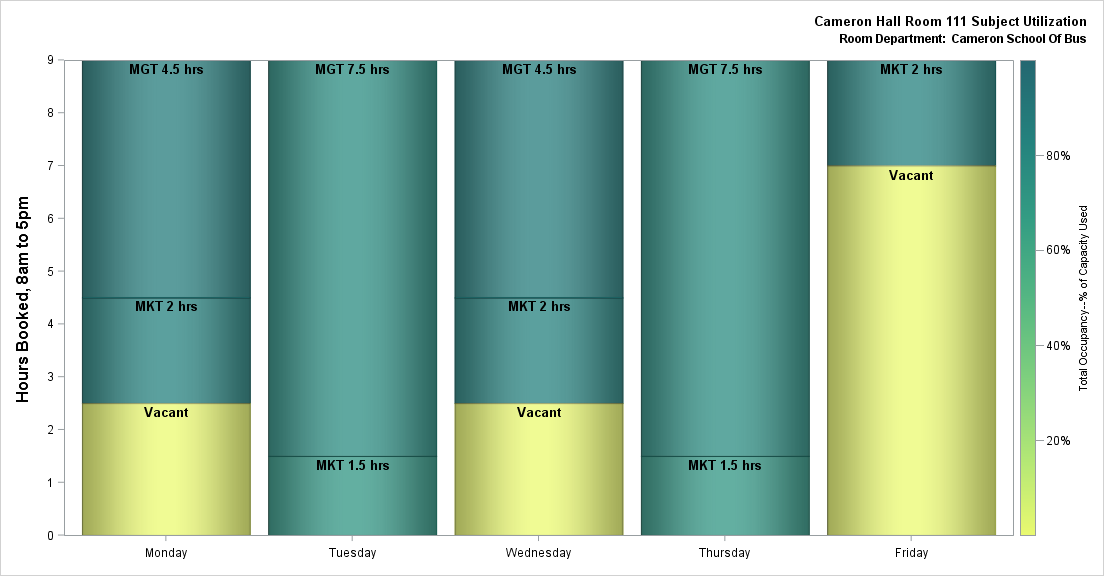 Cameron Hall Room 111 Subject Utilization
Room Department: Cameron School Of Bus
Hours Booked, 8am to 5pm
9
8
7
6
5
4
3
2
1
0
MGT 4.5 hrs
MKT 2 hrs
Vacant
MGT 7.5 hrs
MKT 1.5 hrs
MGT 4.5 hrs
MKT 2 hrs
Vacant
MGT 7.5 hrs
MKT 1.5 hrs
MKT 2 hrs
Vacant
Monday
Tuesday
Wednesday
Thursday
Friday
80%
60%
40%
20%
Total Occupancy--% of Capacity Used